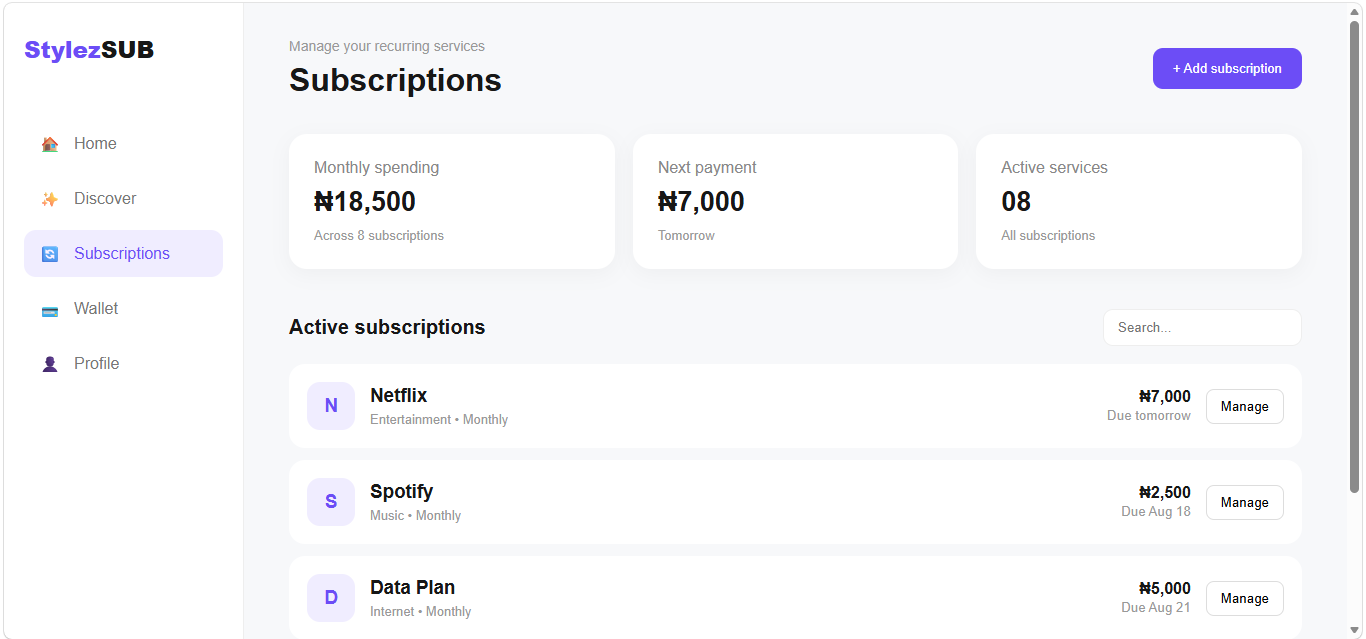 StylezSUB
Home
Discover
Subscriptions
Wallet
Profile
Manage your recurring services
Subscriptions
+ Add subscription
Monthly spending
₦18,500
Across 8 subscriptions
Next payment
₦7,000
Tomorrow
Active services
08
All subscriptions
Active subscriptions
Search...
N
Netflix
Entertainment • Monthly
₦7,000
Due tomorrow
Manage
S
Spotify
Music • Monthly
₦2,500
Due Aug 18
Manage
D
Data Plan
Internet • Monthly
₦5,000
Due Aug 21
Manage